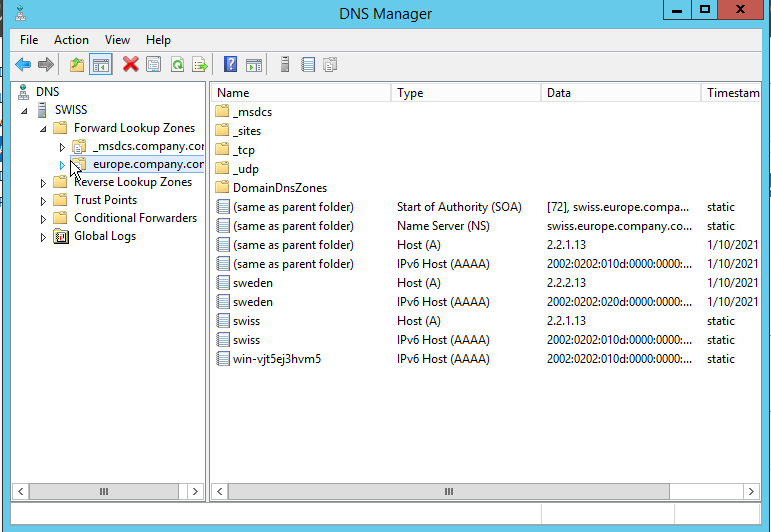 DNS Manager
File Action View Help
DNS
SWISS
Forward Lookup Zones
_msdcs.company.cor
europe.company.con
Reverse Lookup Zones
Trust Points
Conditional Forwarders
Global Logs
Name Type Data Timestam
_msdcs
_sites
_tcp
_udp
DomainDnsZones
(same as parent folder) Start of Authority (SOA) [72], swiss.europe.compa... static
(same as parent folder) Name Server (NS) swiss.europe.company.co... static
(same as parent folder) Host (A) 2.2.1.13 1/10/2021
(same as parent folder) IPv6 Host (AAAA) 2002:0202:010d:0000:0000:... 1/10/2021
sweden Host (A) 2.2.2.13 1/10/2021
sweden IPv6 Host (AAAA) 2002:0202:020d:0000:0000:... 1/10/2021
swiss Host (A) 2.2.1.13 static
swiss IPv6 Host (AAAA) 2002:0202:010d:0000:0000:... static
win-vjt5ej3hvm5 IPv6 Host (AAAA) 2002:0202:010d:0000:0000:... static